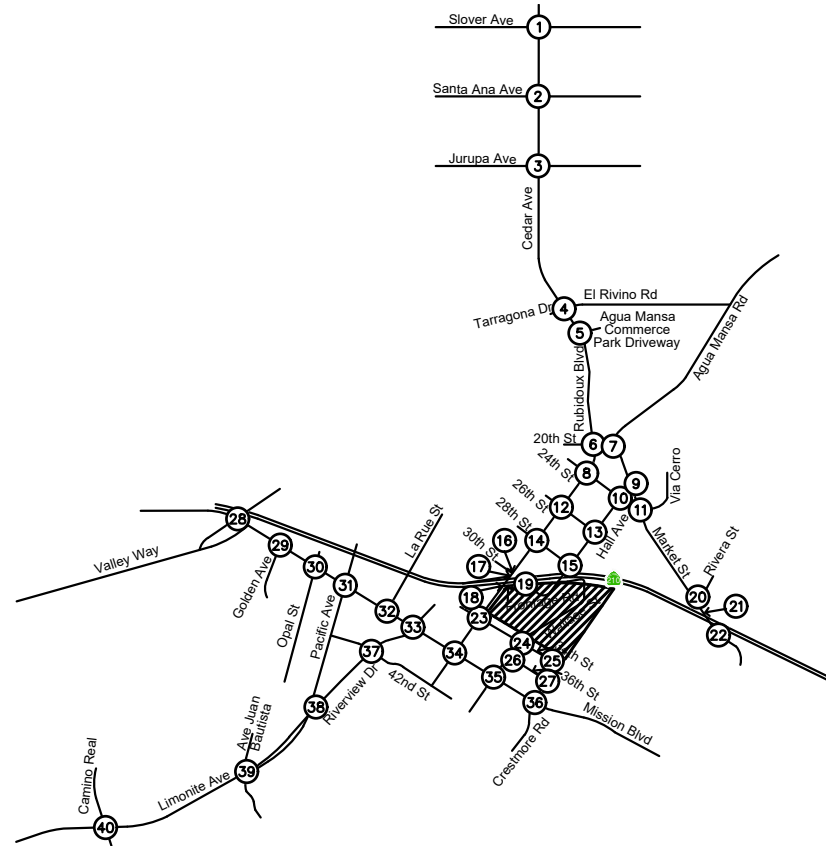 Slover Ave
1
Santa Ana Ave
2
Jurupa Ave
3
Cedar Ave
El Rivino Rd
4
Tarragona Dr
5
Agua Mansa
Commerce
Park Driveway
Agua Mansa Rd
Rubidoux Blvd
20th St
6
7
24th St
8
9
Via Cerro
26th St
10
11
12
13
Hall Ave
Market St
Rivera St
28th St
14
15
30th St
16
17
18
19
20
21
22
La Rue St
28
Valley Way
29
Golden Ave
30
Opal St
31
Pacific Ave
32
33
23
24
25
26
27
36th St
34
35
36
Mission Blvd
Crestmore Rd
37
42nd St
Riverview Dr
38
Ave Juan
Bautista
39
Limonite Ave
Camino Real
40